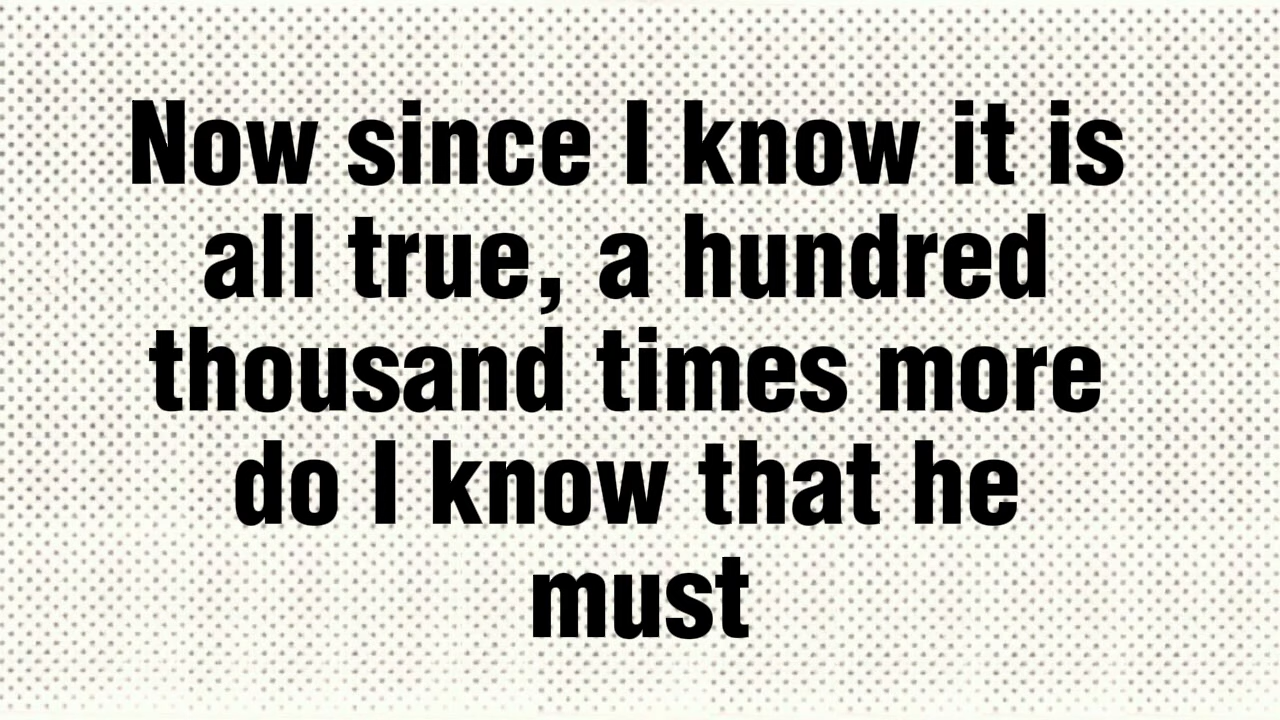 Now since I know it is
all true, a hundred
thousand times more
do I know that he
must